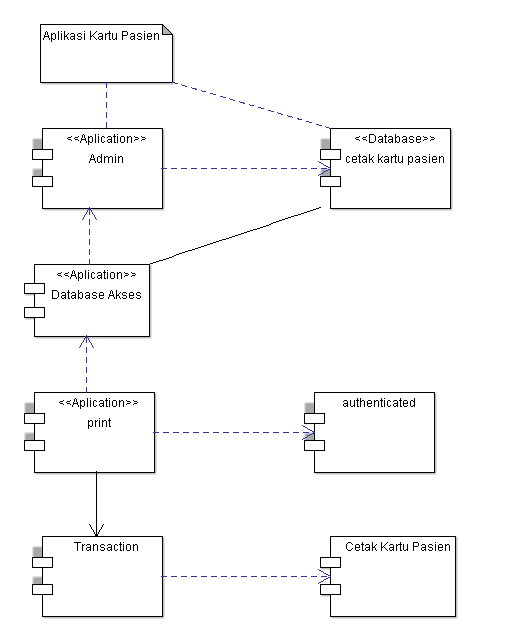 Aplikasi Kartu Pasien
<<Aplication>>
Admin
<<Database>>
cetak kartu pasien
<<Aplication>>
Database Akses
<<Aplication>>
print
authenticated
Transaction
Cetak Kartu Pasien